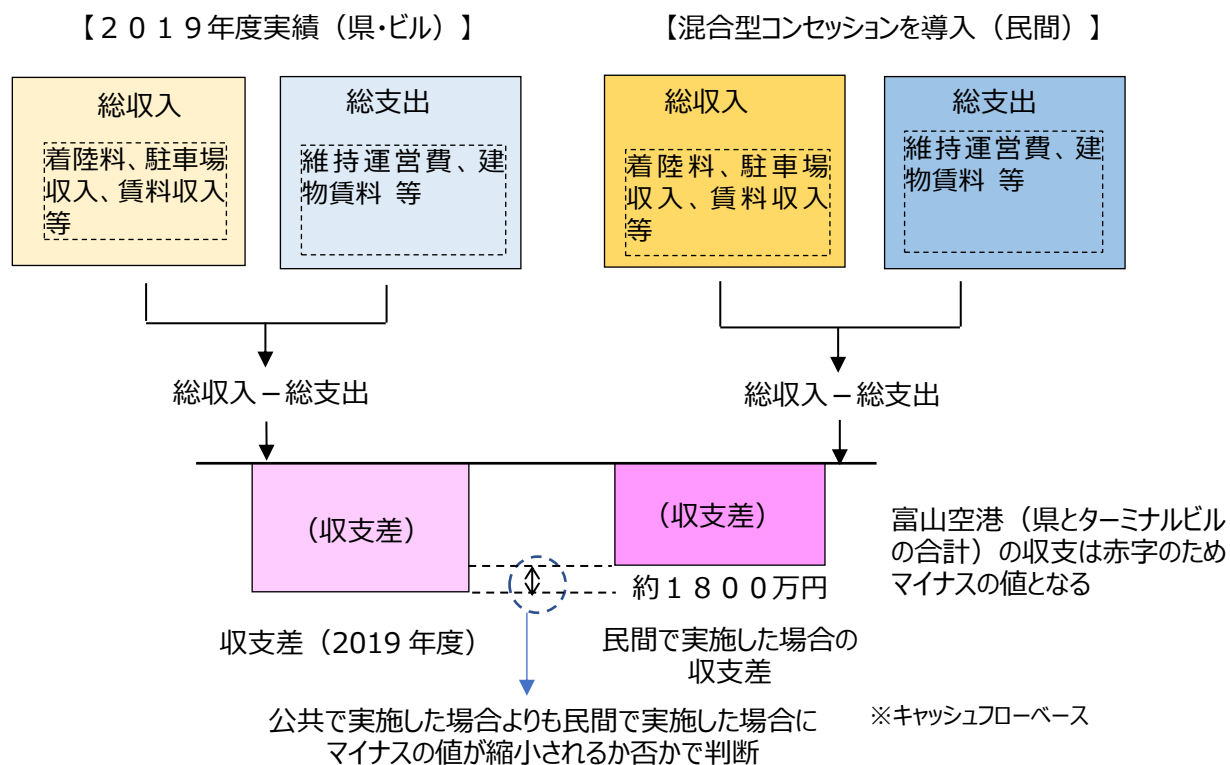 【２０１９年度実績（県・ビル）】
【混合型コンセッションを導入（民間）】
総収入
着陸料、駐車場
収入、賃料収入
等
総支出
維持運営費、建
物賃料 等
総収入
着陸料、駐車場
収入、賃料収入
等
総支出
維持運営費、建
物賃料 等
総収入－総支出
総収入－総支出
（収支差）
（収支差）
富山空港（県とターミナルビル
の合計）の収支は赤字のため
マイナスの値となる
約１８００万円
収支差（2019 年度）
民間で実施した場合の
収支差
公共で実施した場合よりも民間で実施した場合に
マイナスの値が縮小されるか否かで判断
※キャッシュフローベース